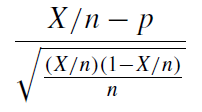 X/n − p
√
(X/n)(1−X/n)
n